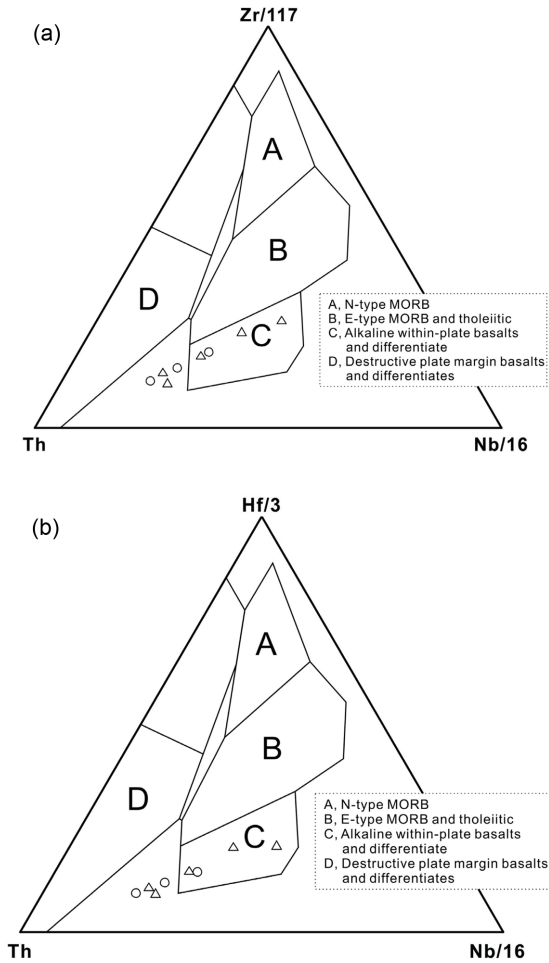 (a)
Zr/117
A
B
D
C
A, N-type MORB
B, E-type MORB and tholeiitic
C, Alkaline within-plate basalts
and differentiate
D, Destructive plate margin basalts
and differentiates
Th
Nb/16
(b)
Hf/3
A
B
D
C
A, N-type MORB
B, E-type MORB and tholeiitic
C, Alkaline within-plate basalts
and differentiate
D, Destructive plate margin basalts
and differentiates
Th
Nb/16